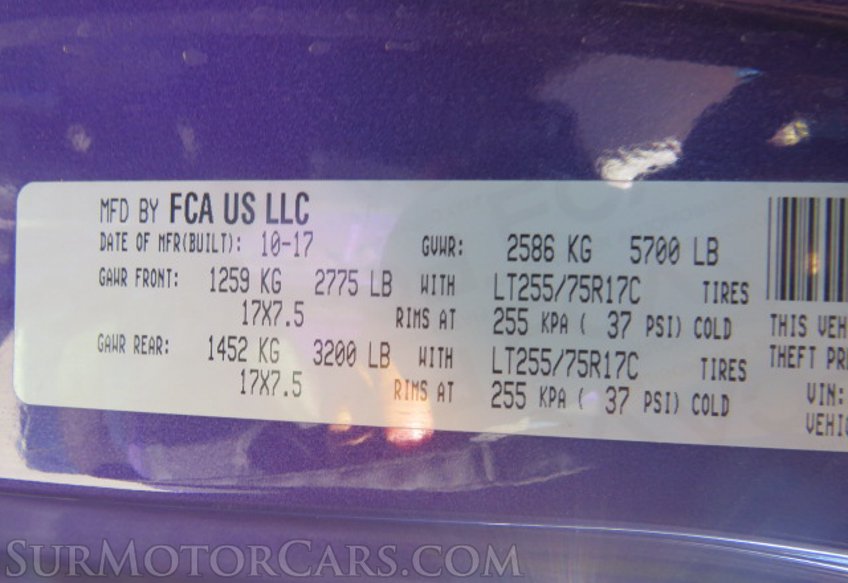 MFD BY FCA US LLC
DATE OF MFR(BUILT): 10-17 GVWR: 2586 KG 5700 LB
GAWR FRONT: 1259 KG 2775 LB WITH LT255/75R17C TIRES
17X7.5 RIMS AT 255 KPA ( 37 PSI) COLD
GAWR REAR: 1452 KG 3200 LB WITH LT255/75R17C TIRES
17X7.5 RIMS AT 255 KPA ( 37 PSI) COLD
THIS VEH
THEFT PRE
VIN:
VEHIC
SURMOTORCARS.COM